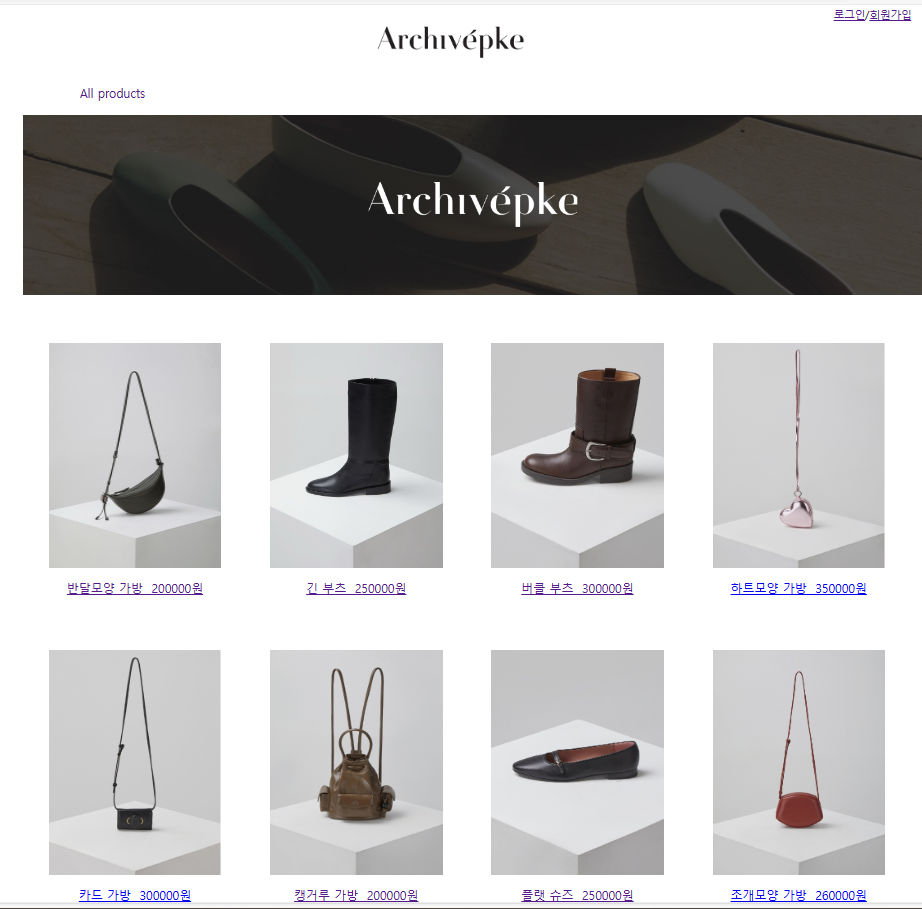 로그인/회원가입
Archivépke
All products
Archivépke
반달모양 가방 200000원
긴 부츠 250000원
버클 부츠 300000원
하트모양 가방 350000원
카드 가방 300000원
캥거루 가방 200000원
플랫 슈즈 250000원
조개모양 가방 260000원